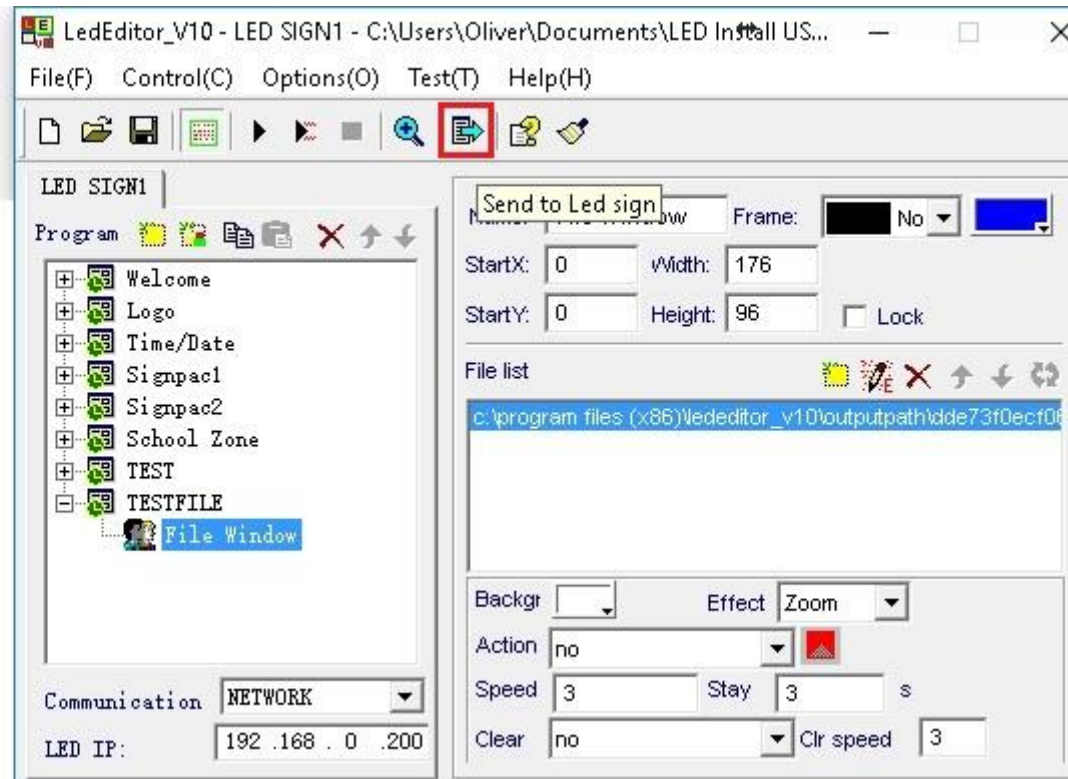 LedEditor_V10 - LED SIGN1 - C:\Users\Oliver\Documents\LED Install US...
File(F) Control(C) Options(O) Test(T) Help(H)
LED SIGN1
Send to Led sign
Frame: No
Program
StartX: 0 Width: 176
StartY: 0 Height: 96 Lock
File list
c:\program files (x86)\lededitor_v10\outputpath\dde73f0ecf0
Welcome
Logo
Time/Date
Signpac1
Signpac2
School Zone
TEST
TESTFILE
File Window
Backgr Effect Zoom
Action no
Speed 3 Stay 3 s
Clear no Clr speed 3
Communication NETWORK
LED IP: 192 .168 . 0 .200